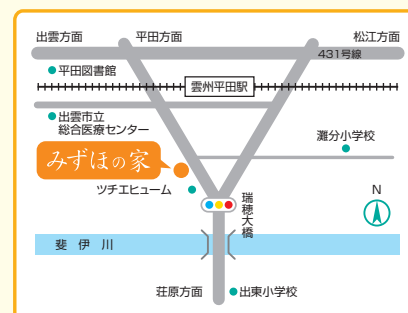 出雲方面
平田方面
松江方面
431号線
平田図書館
雲州平田駅
出雲市立
総合医療センター
灘分小学校
みずほの家
ツチエヒューム
瑞穂大橋
N
斐伊川
荘原方面
出東小学校